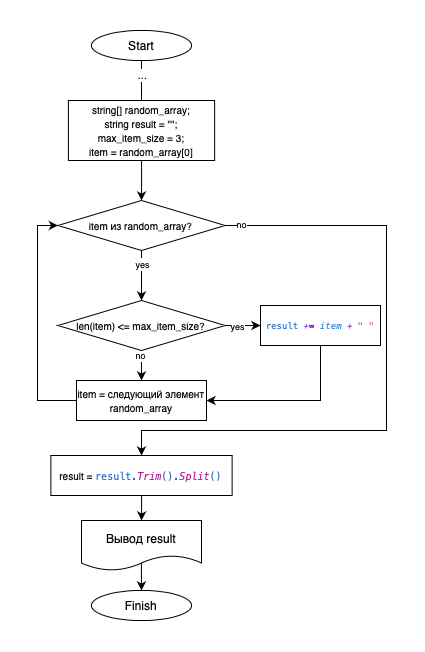 Start
...
string[] random_array;
string result = "";
max_item_size = 3;
item = random_array[0]
item из random_array?
no
yes
len(item) <= max_item_size?
yes
result += item + " "
no
item = следующий элемент
random_array
result = result.Trim().Split()
Вывод result
Finish